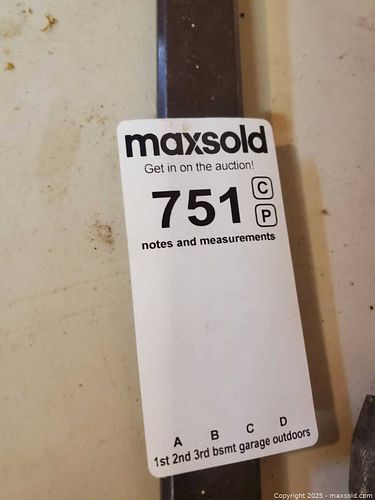 maxsold
Get in on the auction!
751 C
P
notes and measurements
A B C D
1st 2nd 3rd bsmt garage outdoors
Copyright 2025 - maxsold.com